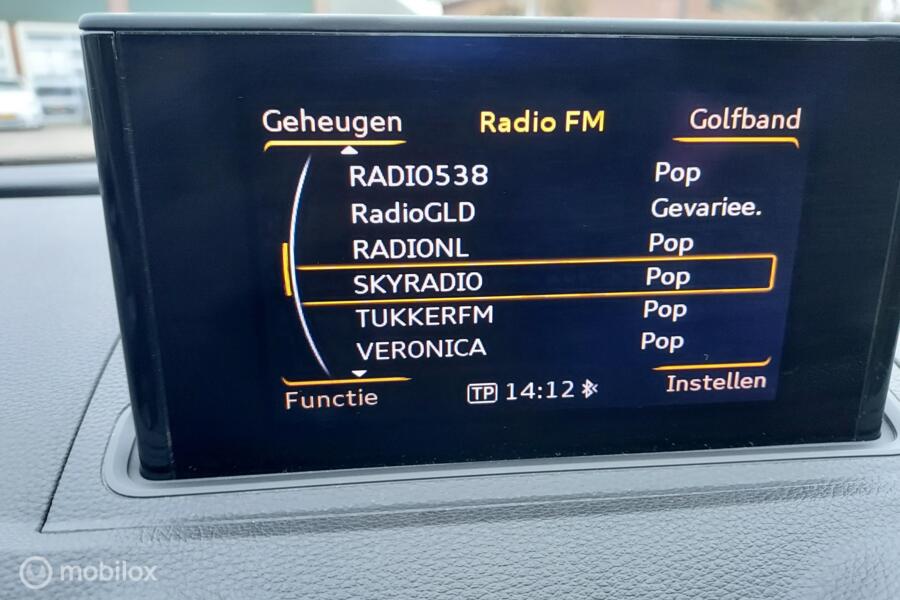 Geheugen Radio FM Golfband
RADIO538 Pop
RadioGLD Gevariee.
RADIONL Pop
SKYRADIO Pop
TUKKERFM Pop
VERONICA Pop
Functie TP 14:12 Instellen
mobilox